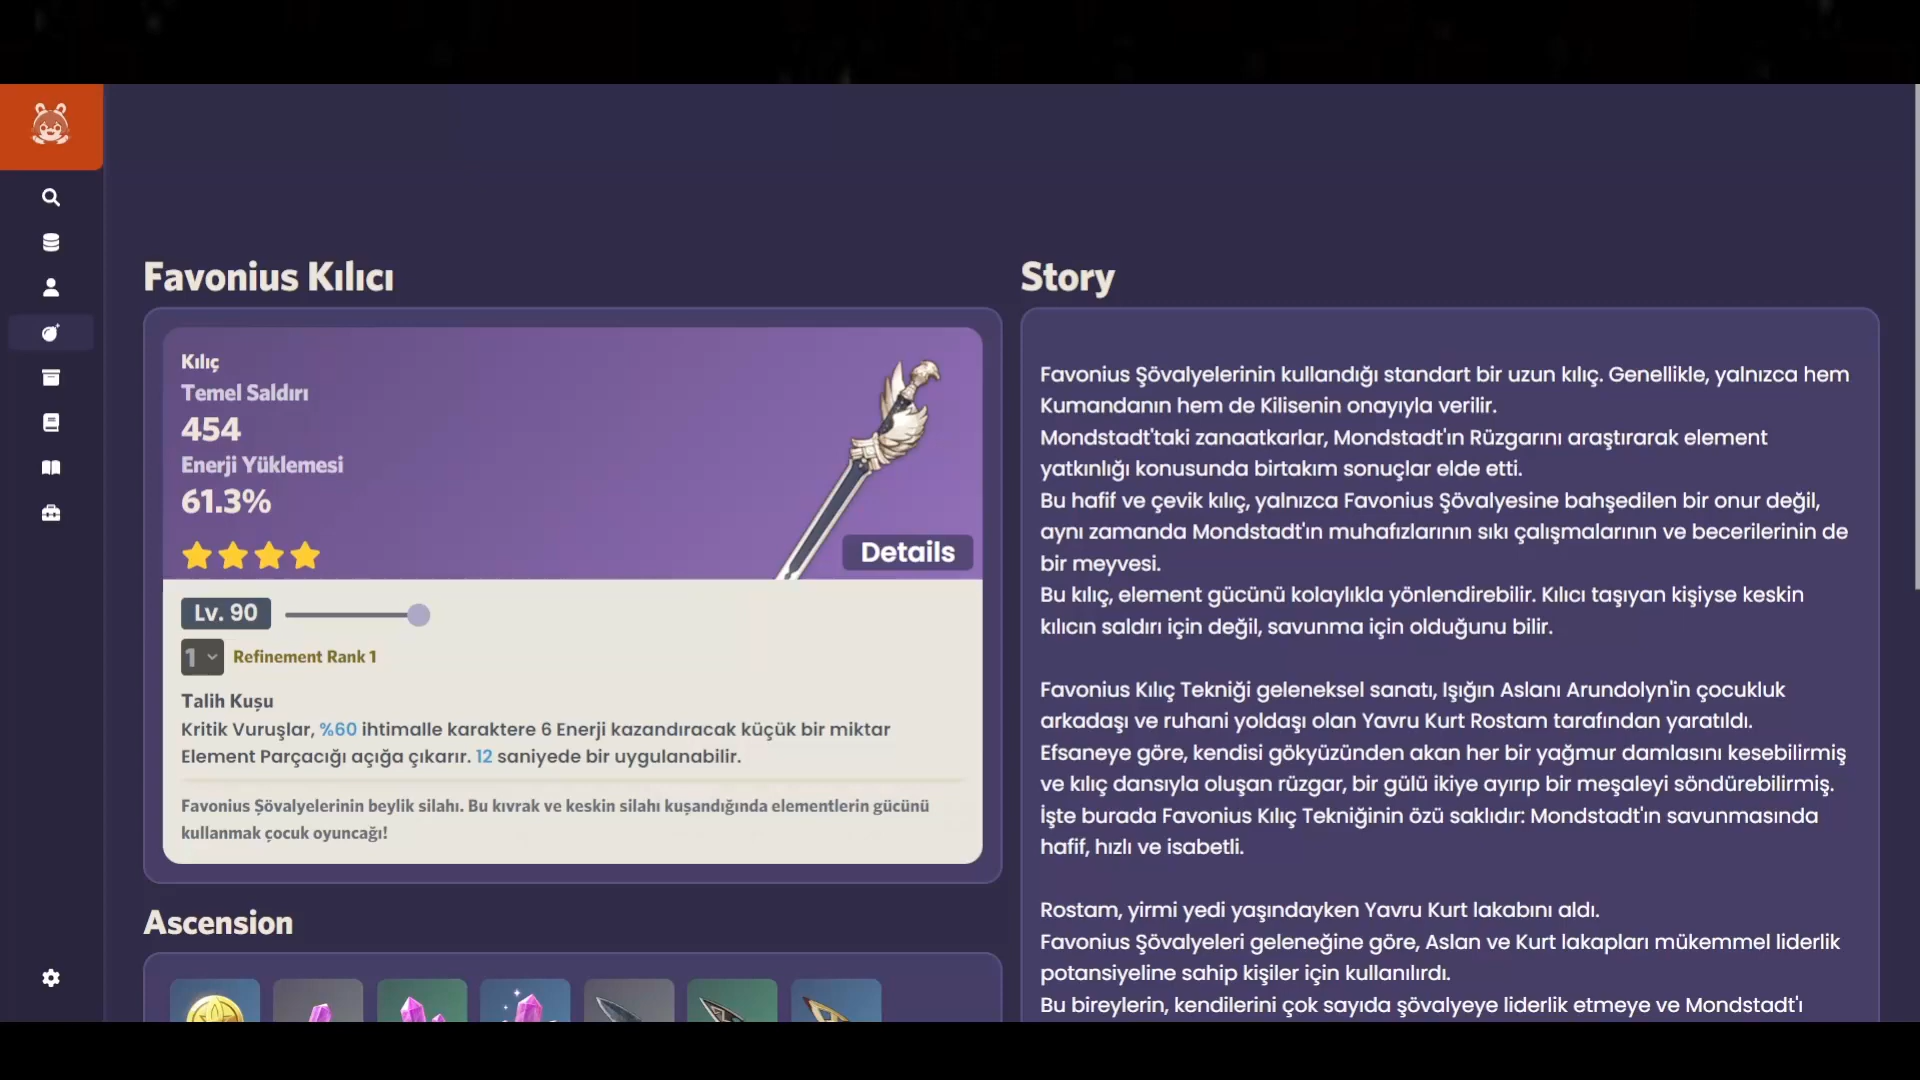 Favonius Kılıcı
Kılıç
Temel Saldırı
454
Enerji Yüklemesi
61.3%
Details
Lv. 90
1
Refinement Rank 1
Talih Kuşu
Kritik Vuruşlar, %60 ihtimalle karaktere 6 Enerji kazandıracak küçük bir miktar
Element Parçacığı açığa çıkarır. 12 saniyede bir uygulanabilir.
Favonius Şövalyelerinin beylik silahı. Bu kıvrak ve keskin silahı kuşandığında elementlerin gücünü
kullanmak çocuk oyuncağı!
Ascension
Story
Favonius Şövalyelerinin kullandığı standart bir uzun kılıç. Genellikle, yalnızca hem
Kumandanın hem de Kilisenin onayıyla verilir.
Mondstadt'taki zanaatkarlar, Mondstadt'ın Rüzgarını araştırarak element
yatkınlığı konusunda birtakım sonuçlar elde etti.
Bu hafif ve çevik kılıç, yalnızca Favonius Şövalyesine bahşedilen bir onur değil,
aynı zamanda Mondstadt'ın muhafızlarının sıkı çalışmalarının ve becerilerinin de
bir meyvesi.
Bu kılıç, element gücünü kolaylıkla yönlendirebilir. Kılıcı taşıyan kişiyse keskin
kılıcın saldırı için değil, savunma için olduğunu bilir.
Favonius Kılıç Tekniği geleneksel sanatı, Işığın Aslanı Arundolyn'in çocukluk
arkadaşı ve ruhani yoldaşı olan Yavru Kurt Rostam tarafından yaratıldı.
Efsaneye göre, kendisi gökyüzünden akan her bir yağmur damlasını kesebilirmiş
ve kılıç dansıyla oluşan rüzgar, bir gülü ikiye ayırıp bir meşaleyi söndürebilirmiş.
İşte burada Favonius Kılıç Tekniğinin özü saklıdır: Mondstadt'ın savunmasında
hafif, hızlı ve isabetli.
Rostam, yirmi yedi yaşındayken Yavru Kurt lakabını aldı.
Favonius Şövalyeleri geleneğine göre, Aslan ve Kurt lakapları mükemmel liderlik
potansiyeline sahip kişiler için kullanılırdı.
Bu bireylerin, kendilerini çok sayıda şövalyeye liderlik etmeye ve Mondstadt'ı